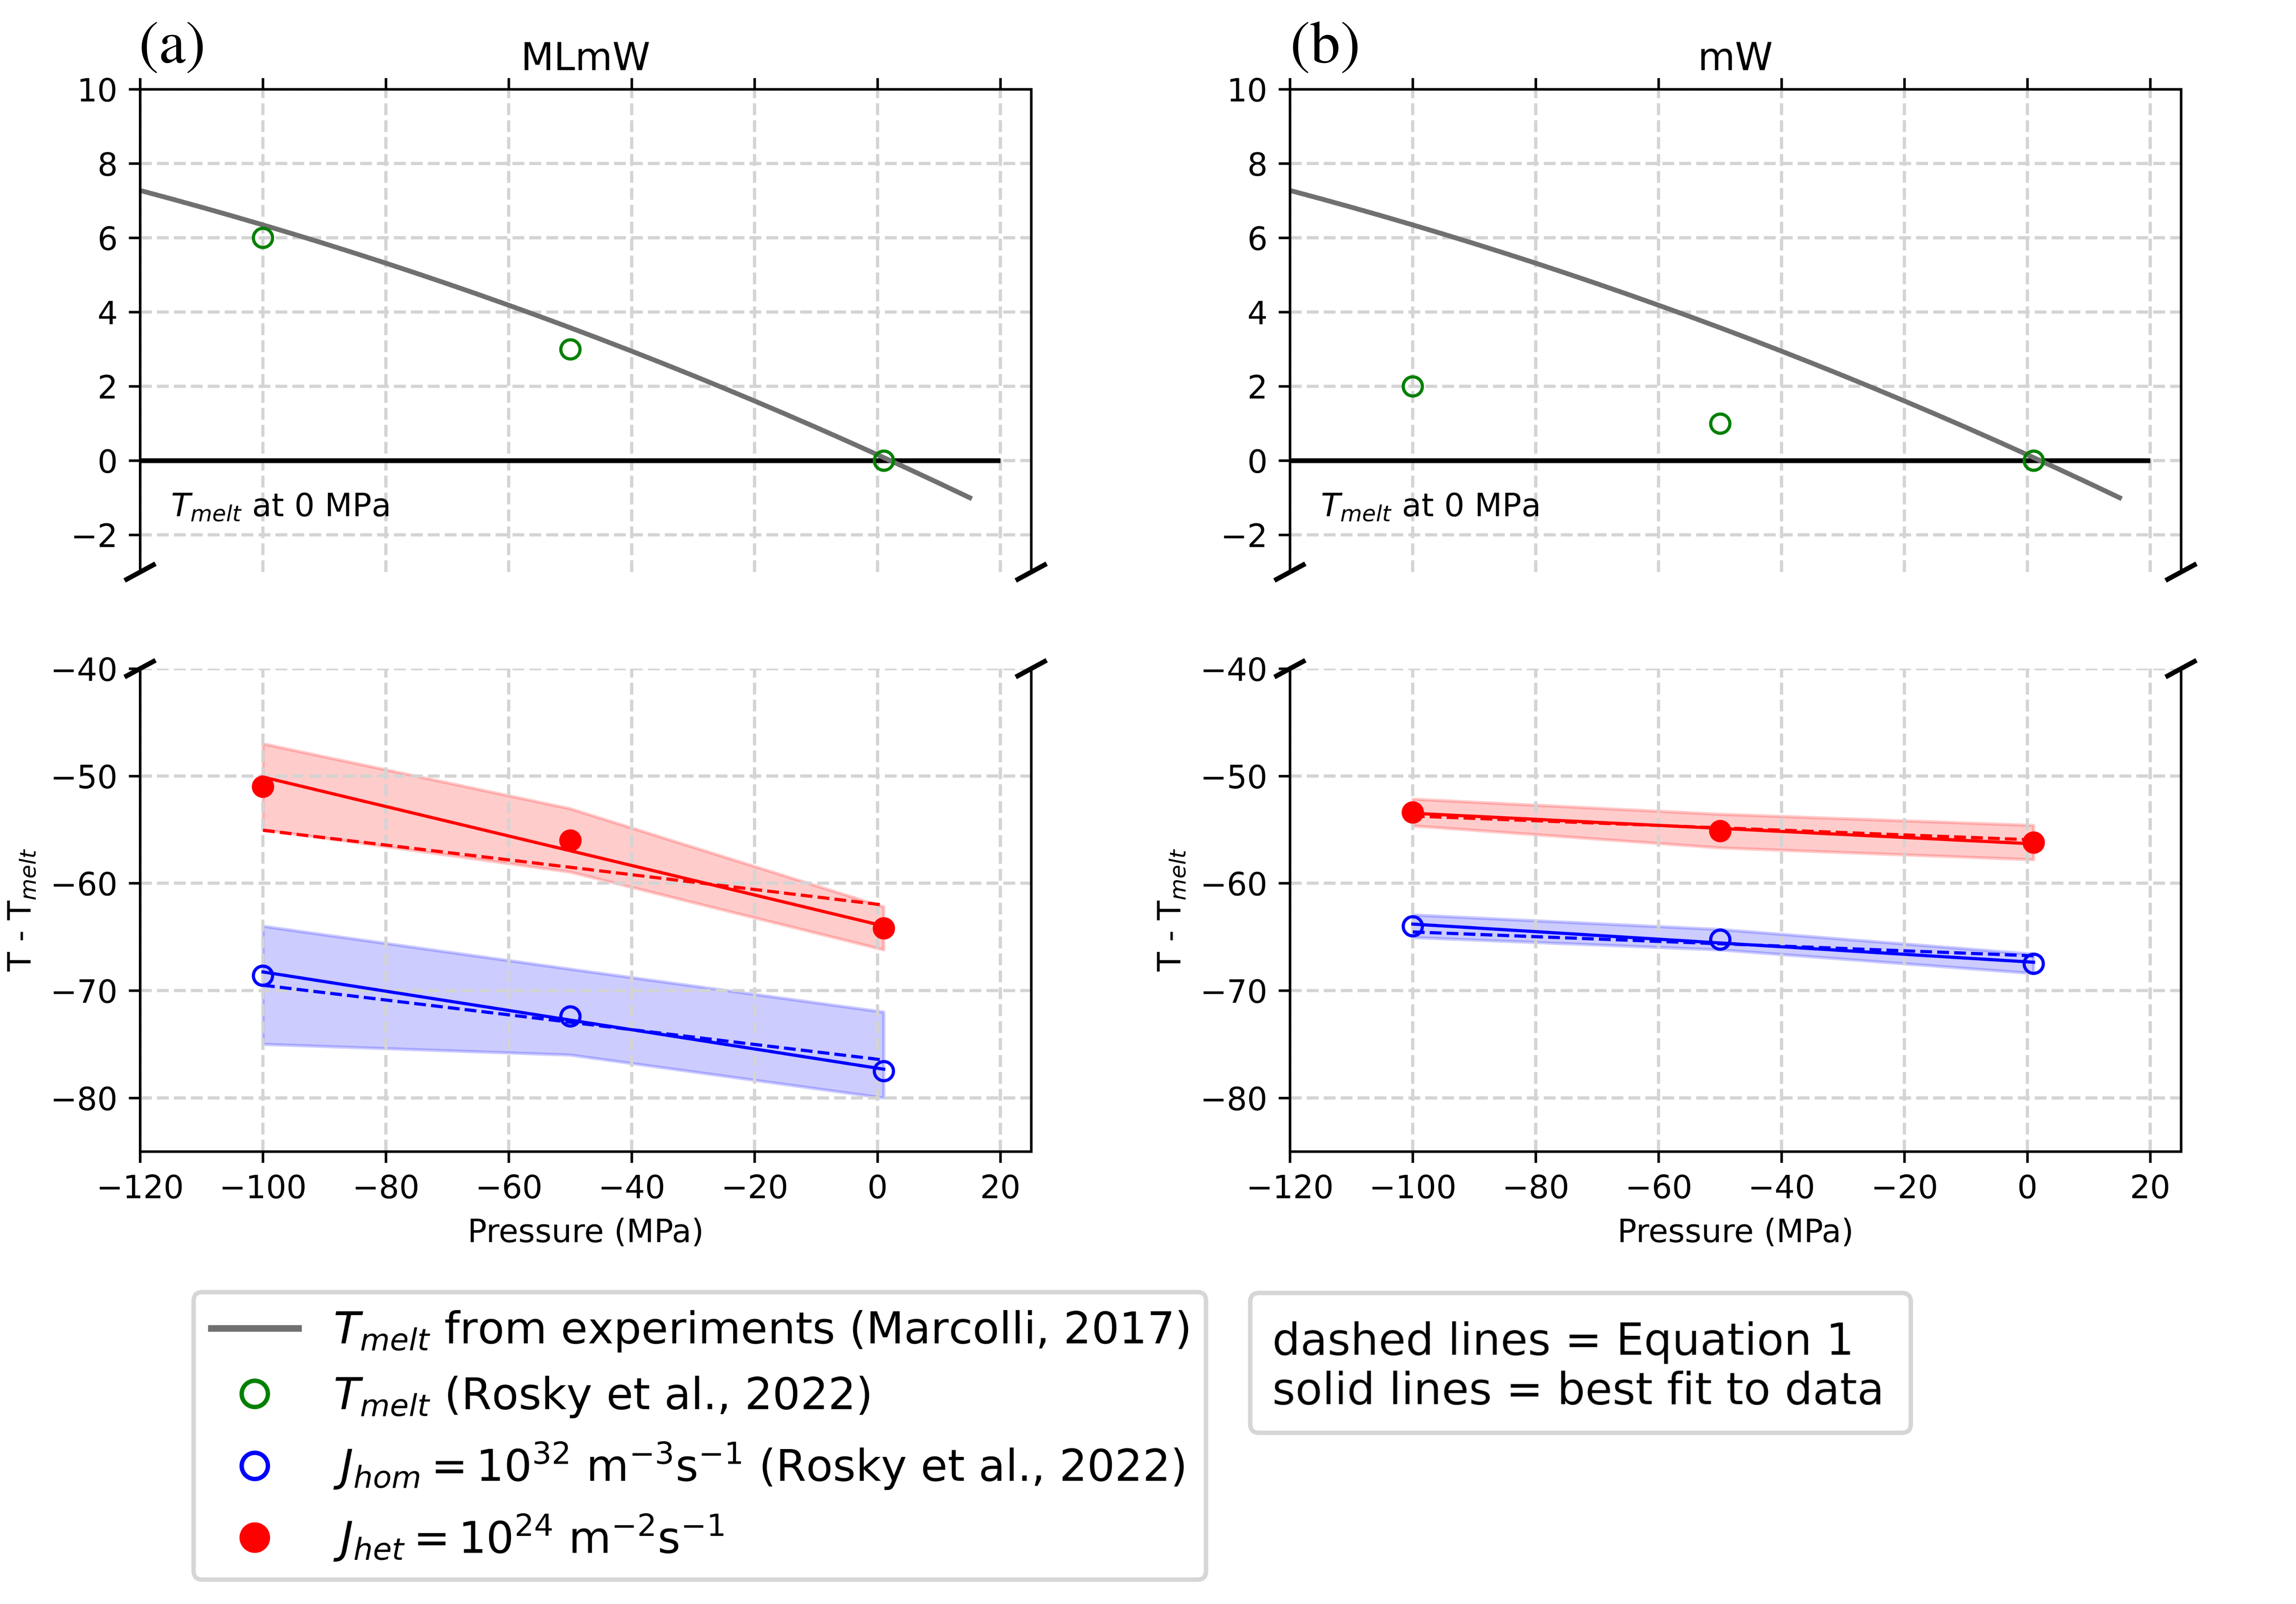 (a)
MLmW
10
8
6
4
2
0
−2
T_melt at 0 MPa
−40
−50
−60
−70
−80
T - T_melt
−120 −100 −80 −60 −40 −20 0 20
Pressure (MPa)
(b)
mW
10
8
6
4
2
0
−2
T_melt at 0 MPa
−40
−50
−60
−70
−80
T - T_melt
−120 −100 −80 −60 −40 −20 0 20
Pressure (MPa)
T_melt from experiments (Marcolli, 2017)
T_melt (Rosky et al., 2022)
J_hom = 10³² m⁻³s⁻¹ (Rosky et al., 2022)
J_het = 10²⁴ m⁻²s⁻¹
dashed lines = Equation 1
solid lines = best fit to data